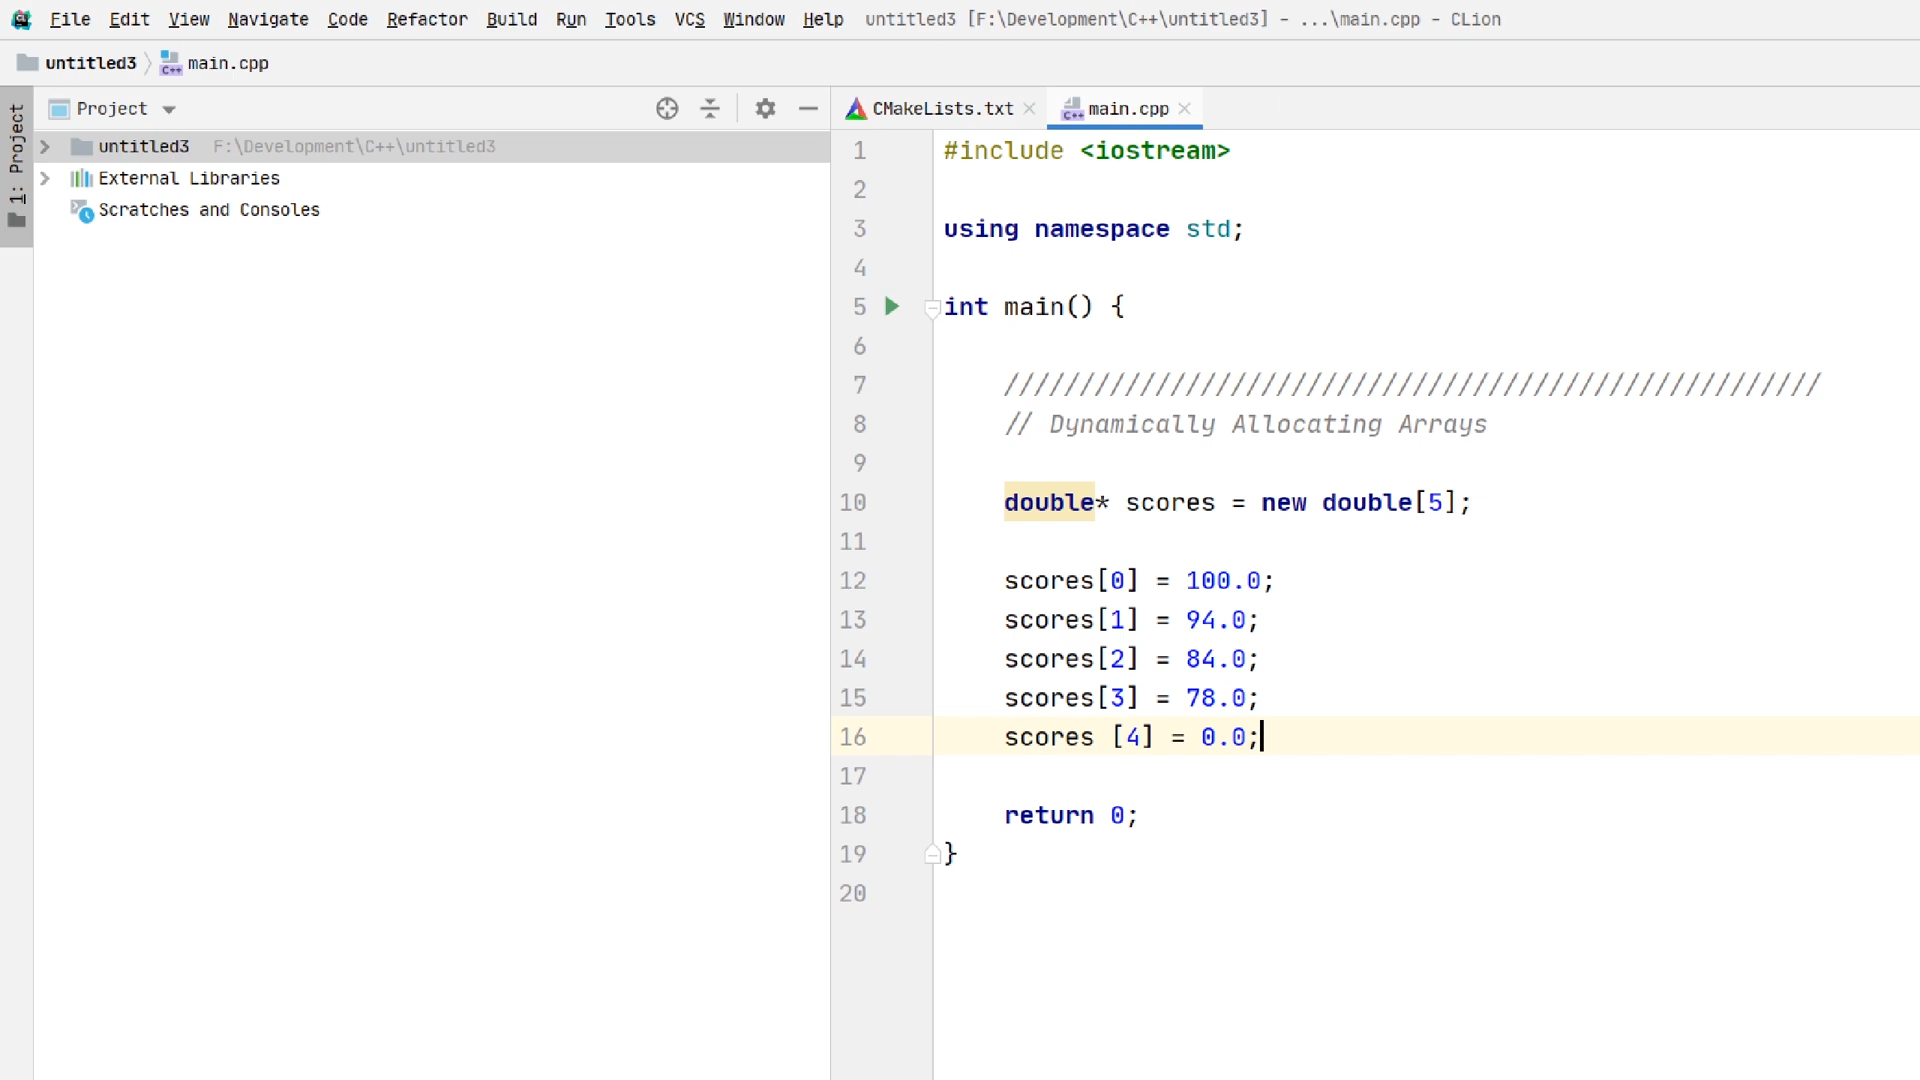 File Edit View Navigate Code Refactor Build Run Tools VCS Window Help untitled3 [F:\Development\C++\untitled3] - ...\main.cpp - CLion
untitled3 main.cpp
1: Project
Project
untitled3 F:\Development\C++\untitled3
External Libraries
Scratches and Consoles
CMakeLists.txt main.cpp
1 #include <iostream>
2
3 using namespace std;
4
5 int main() {
6
7 //////////////////////////////////////////////////////
8 // Dynamically Allocating Arrays
9
10 double* scores = new double[5];
11
12 scores[0] = 100.0;
13 scores[1] = 94.0;
14 scores[2] = 84.0;
15 scores[3] = 78.0;
16 scores [4] = 0.0;
17
18 return 0;
19 }
20